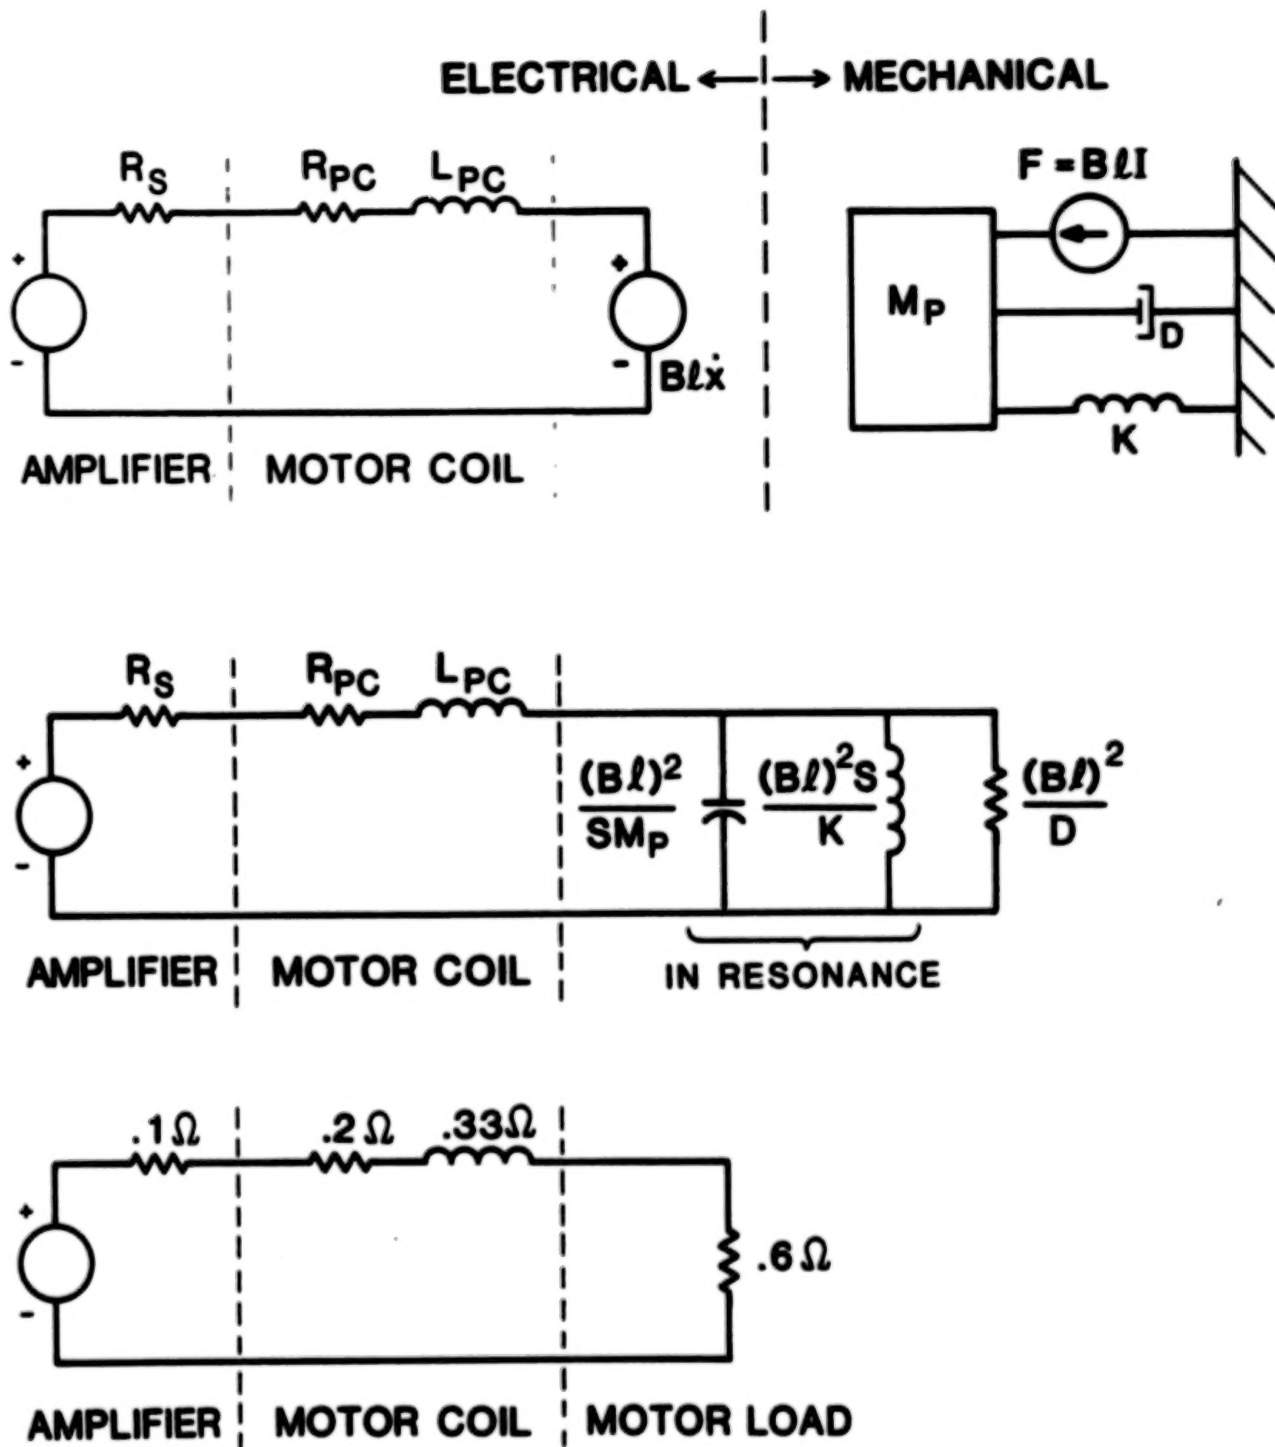 ELECTRICAL ←→ MECHANICAL
R_S R_PC L_PC
F = BℓI
+ - + - Bℓẋ
M_P
D
K
AMPLIFIER MOTOR COIL
R_S R_PC L_PC
+ -
(Bℓ)²/SM_P (Bℓ)²S/K (Bℓ)²/D
AMPLIFIER MOTOR COIL IN RESONANCE
.1Ω .2Ω .33Ω
+ -
.6Ω
AMPLIFIER MOTOR COIL MOTOR LOAD